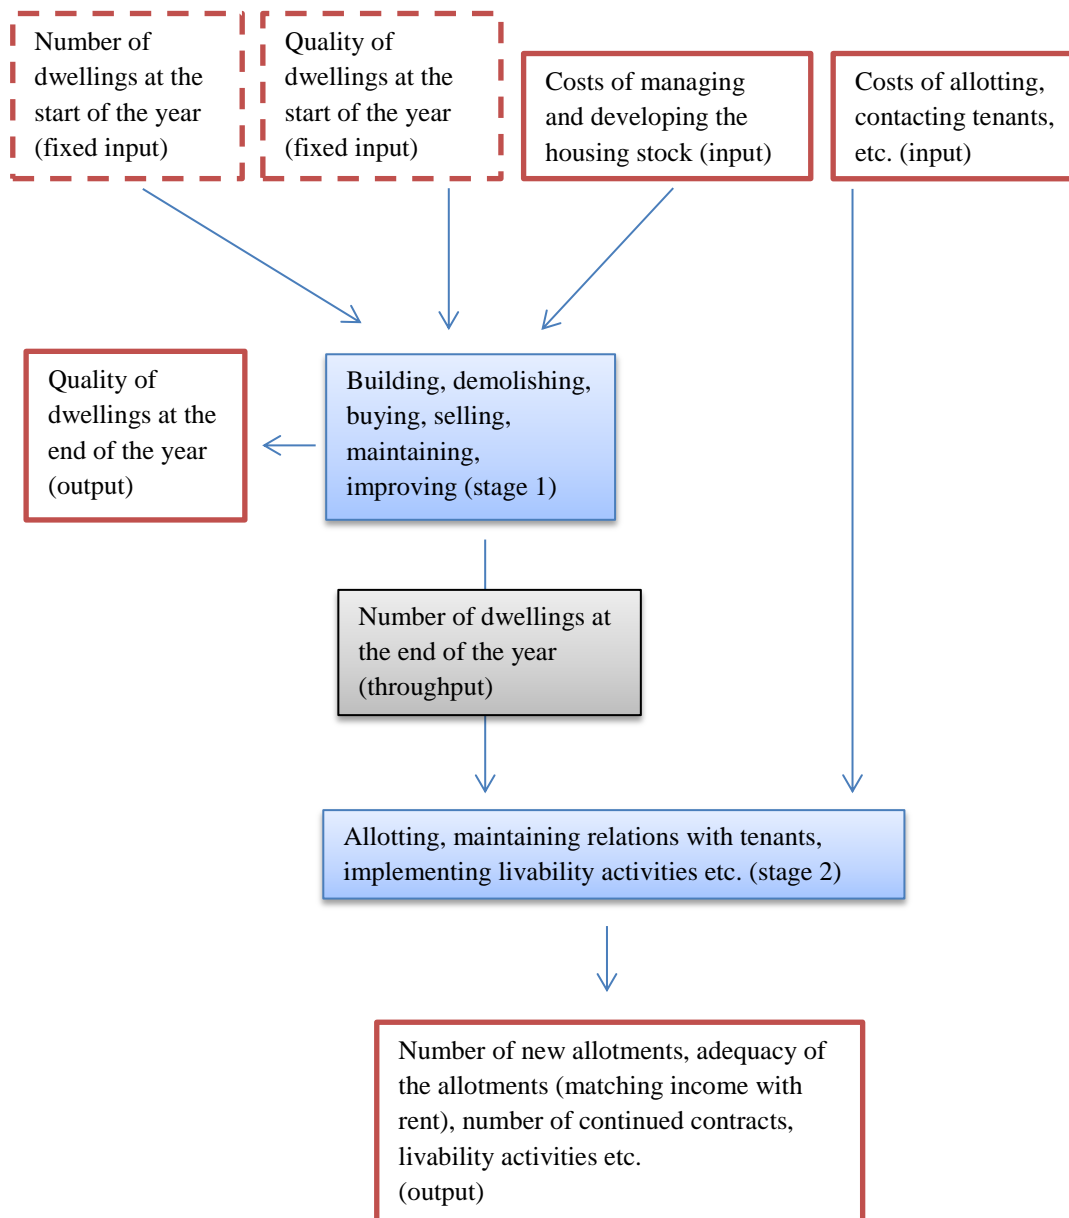 Number of
dwellings at the
start of the year
(fixed input)
Quality of
dwellings at the
start of the year
(fixed input)
Costs of managing
and developing the
housing stock (input)
Costs of allotting,
contacting tenants,
etc. (input)
Quality of
dwellings at the
end of the year
(output)
Building, demolishing,
buying, selling,
maintaining,
improving (stage 1)
Number of dwellings at
the end of the year
(throughput)
Allotting, maintaining relations with tenants,
implementing livability activities etc. (stage 2)
Number of new allotments, adequacy of
the allotments (matching income with
rent), number of continued contracts,
livability activities etc.
(output)